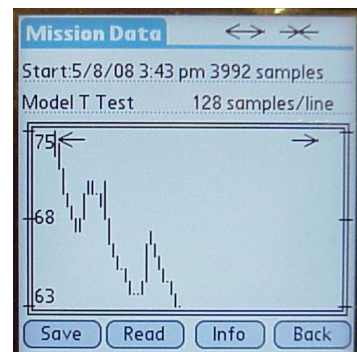 Mission Data
Start:5/8/08 3:43 pm 3992 samples
Model T Test 128 samples/line
75
68
63
Save Read Info Back